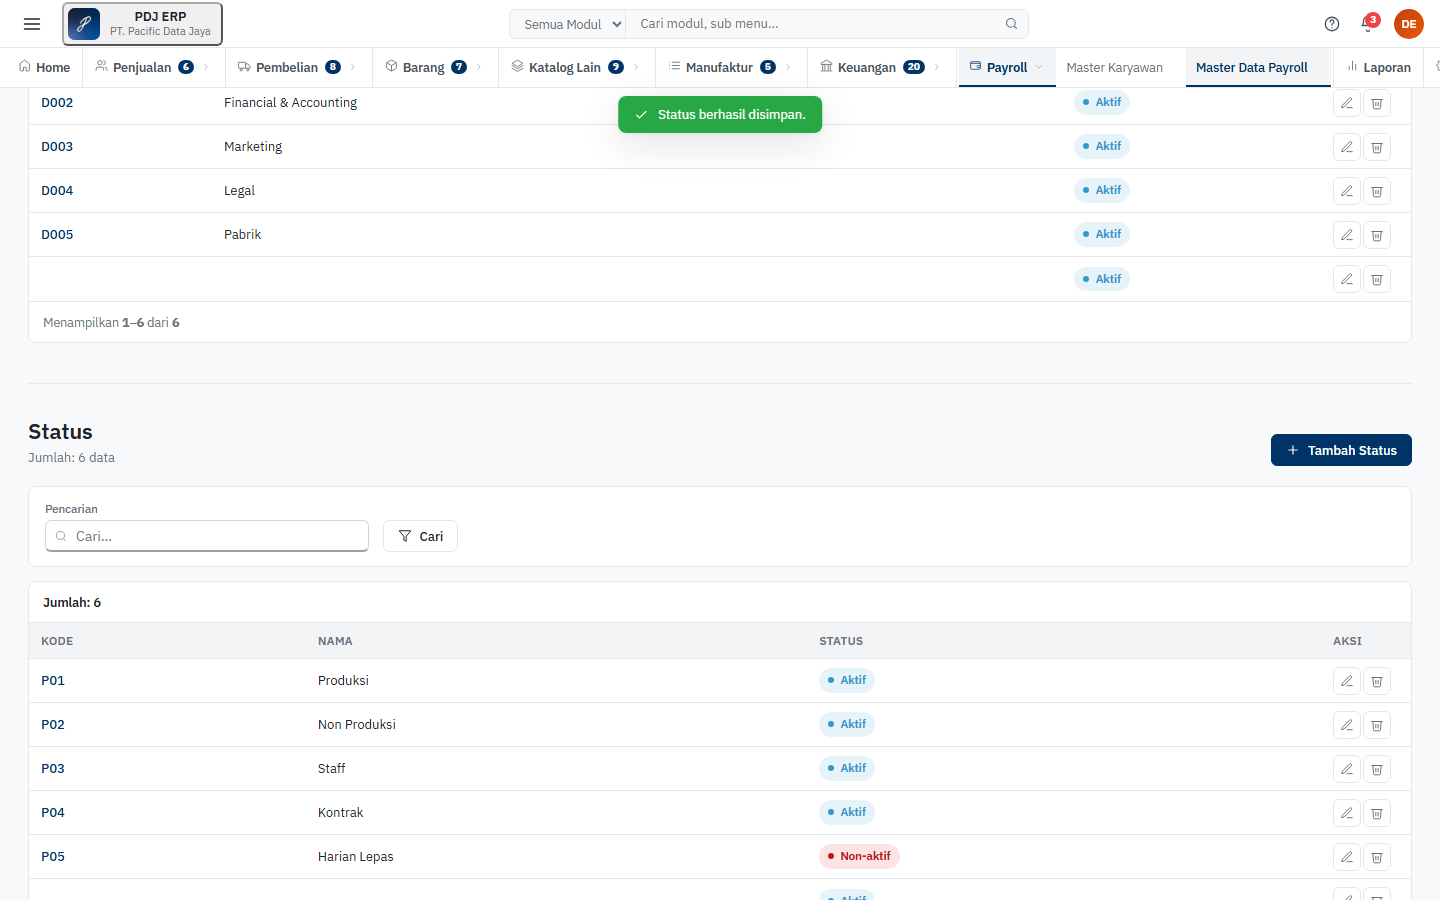 PDJ ERP
PT. Pacific Data Jaya
Semua Modul
Cari modul, sub menu...
3
DE
Home
Penjualan 6
Pembelian 8
Barang 7
Katalog Lain 9
Manufaktur 5
Keuangan 20
Payroll
Master Karyawan
Master Data Payroll
Laporan
Status berhasil disimpan.
D002 Financial & Accounting Aktif
D003 Marketing Aktif
D004 Legal Aktif
D005 Pabrik Aktif
Aktif
Menampilkan 1–6 dari 6
Status
Jumlah: 6 data
Tambah Status
Pencarian
Cari...
Cari
Jumlah: 6
KODE NAMA STATUS AKSI
P01 Produksi Aktif
P02 Non Produksi Aktif
P03 Staff Aktif
P04 Kontrak Aktif
P05 Harian Lepas Non-aktif
Aktif